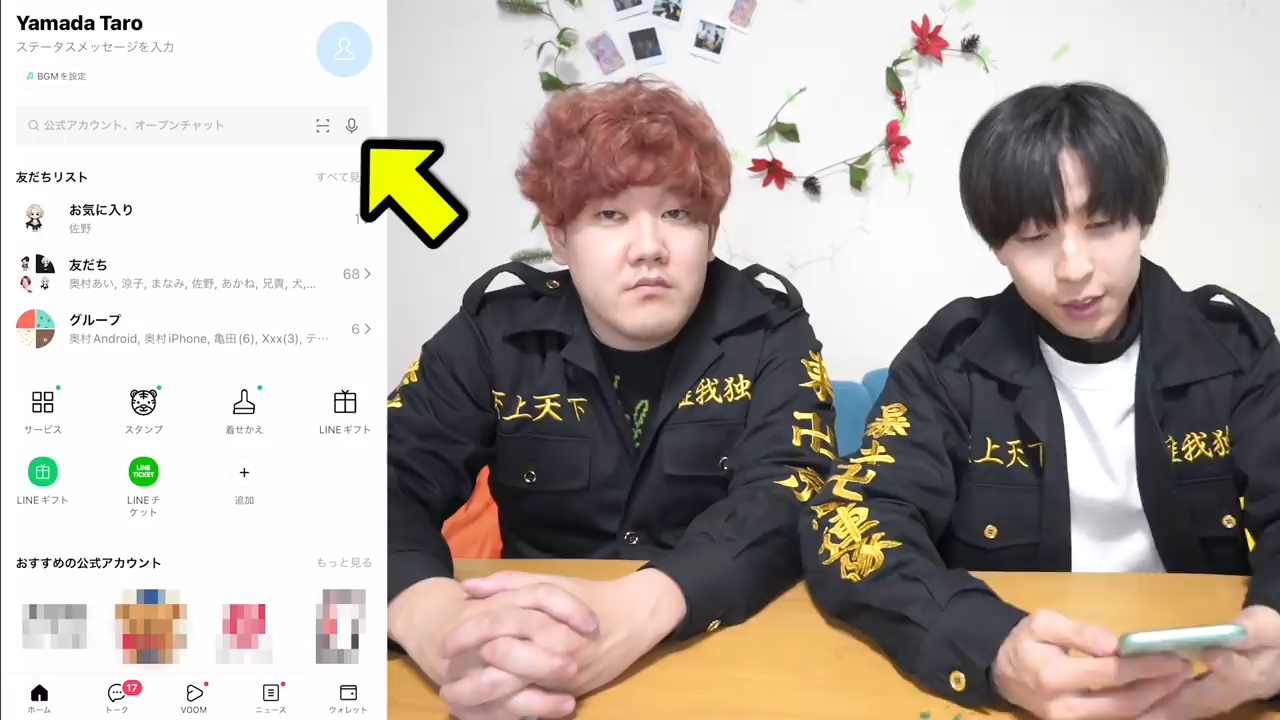 Yamada Taro
ステータスメッセージを入力
BGMを設定
公式アカウント、オープンチャット
友だちリスト
すべて見
お気に入り
佐野
1
友だち
奥村あい, 涼子, まなみ, 佐野, あかね, 兄貴, 犬,...
68
グループ
奥村Android, 奥村iPhone, 亀田(6), Xxx(3), テ…
6
サービス
スタンプ
着せかえ
LINEギフト
LINE TICKET
LINEギフト
LINEチ
ケット
追加
おすすめの公式アカウント
もっと見る
17
ホーム
トーク
VOOM
ニュース
ウォレット
上天下
我独
東卍
暴走連
上天下
唯我独